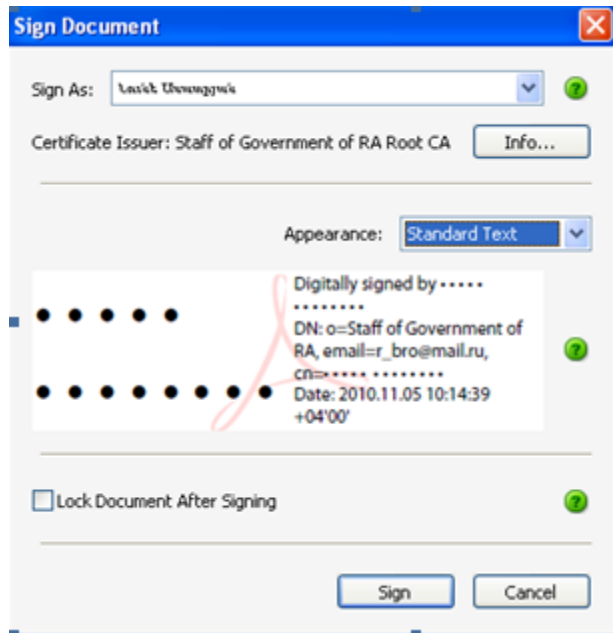 Sign Document
Sign As:
Certificate Issuer: Staff of Government of RA Root CA Info...
Appearance: Standard Text
• • • • •
• • • • • • • •
Digitally signed by • • • • •
• • • • • • • •
DN: o=Staff of Government of
RA, email=r_bro@mail.ru,
cn=• • • • • • • • • • • • •
Date: 2010.11.05 10:14:39
+04'00'
Lock Document After Signing
Sign Cancel